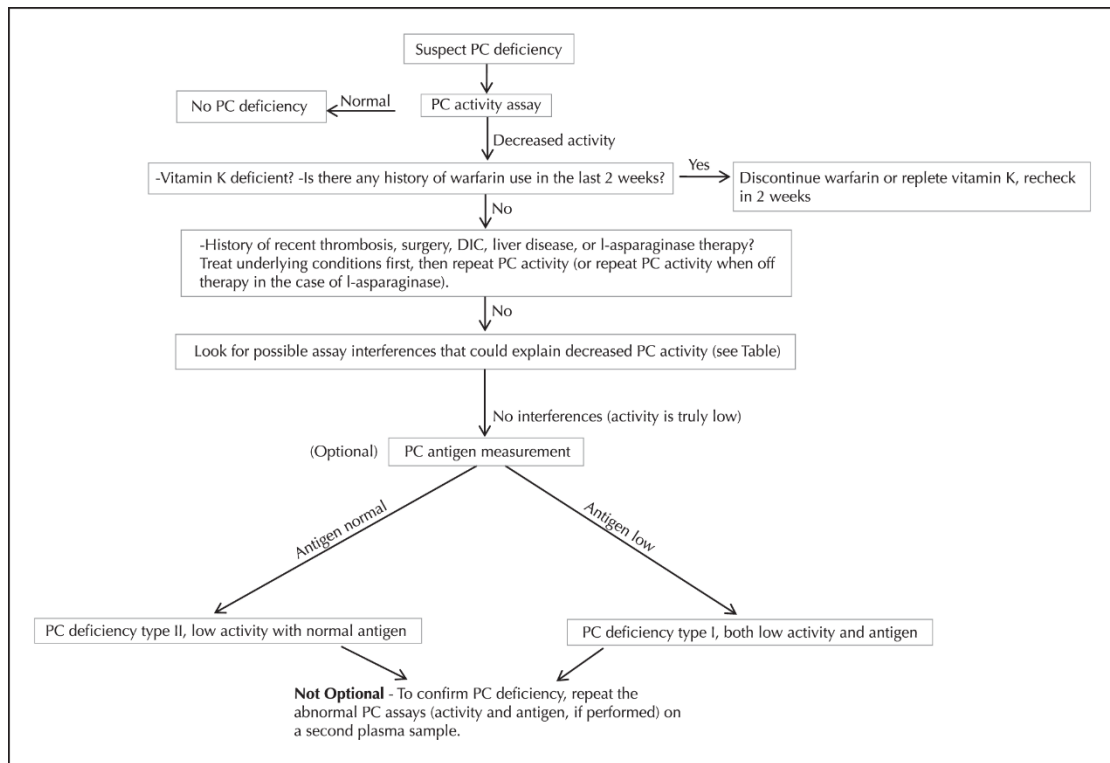 Suspect PC deficiency
No PC deficiency
Normal
PC activity assay
Decreased activity
-Vitamin K deficient? -Is there any history of warfarin use in the last 2 weeks?
Yes
Discontinue warfarin or replete vitamin K, recheck
in 2 weeks
No
-History of recent thrombosis, surgery, DIC, liver disease, or l-asparaginase therapy?
Treat underlying conditions first, then repeat PC activity (or repeat PC activity when off
therapy in the case of l-asparaginase).
No
Look for possible assay interferences that could explain decreased PC activity (see Table)
No interferences (activity is truly low)
(Optional)
PC antigen measurement
Antigen normal
Antigen low
PC deficiency type II, low activity with normal antigen
PC deficiency type I, both low activity and antigen
Not Optional - To confirm PC deficiency, repeat the
abnormal PC assays (activity and antigen, if performed) on
a second plasma sample.